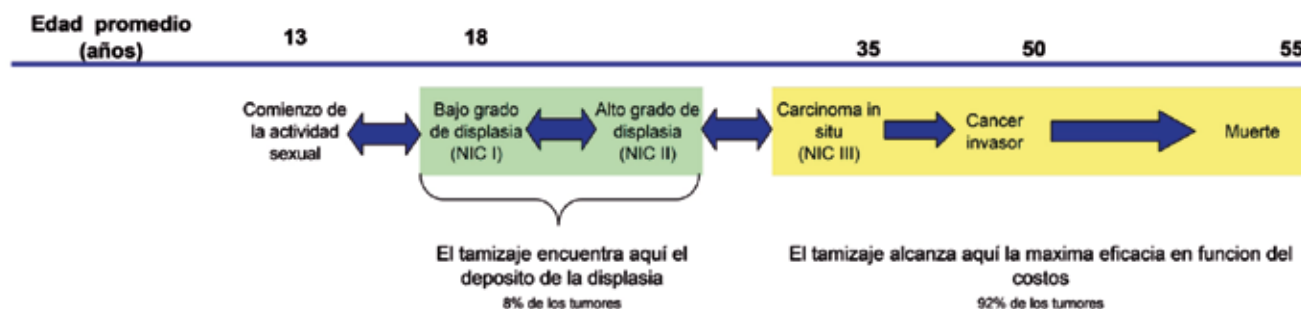 Edad promedio
(años)
13
18
35
50
55
Comienzo de
la actividad
sexual
Bajo grado
de displasia
(NIC I)
Alto grado de
displasia
(NIC II)
Carcinoma in
situ
(NIC III)
Cancer
invasor
Muerte
El tamizaje encuentra aquí el
deposito de la displasia
8% de los tumores
El tamizaje alcanza aquí la maxima eficacia en funcion del
costos
92% de los tumores